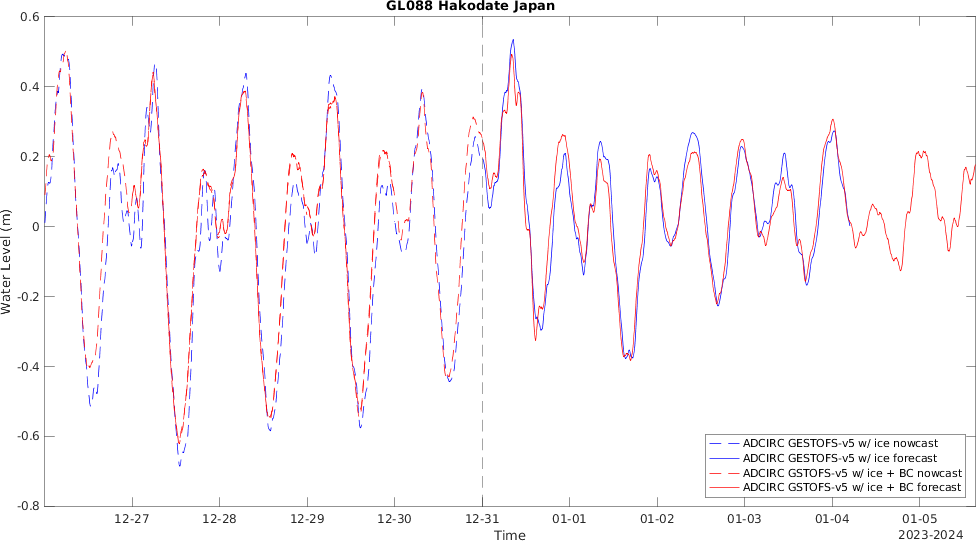 GL088 Hakodate Japan
0.6
0.4
0.2
0
-0.2
-0.4
-0.6
-0.8
Water Level (m)
12-27
12-28
12-29
12-30
12-31
01-01
01-02
01-03
01-04
01-05
Time
2023-2024
ADCIRC GESTOFS-v5 w/ ice nowcast
ADCIRC GESTOFS-v5 w/ ice forecast
ADCIRC GSTOFS-v5 w/ ice + BC nowcast
ADCIRC GSTOFS-v5 w/ ice + BC forecast